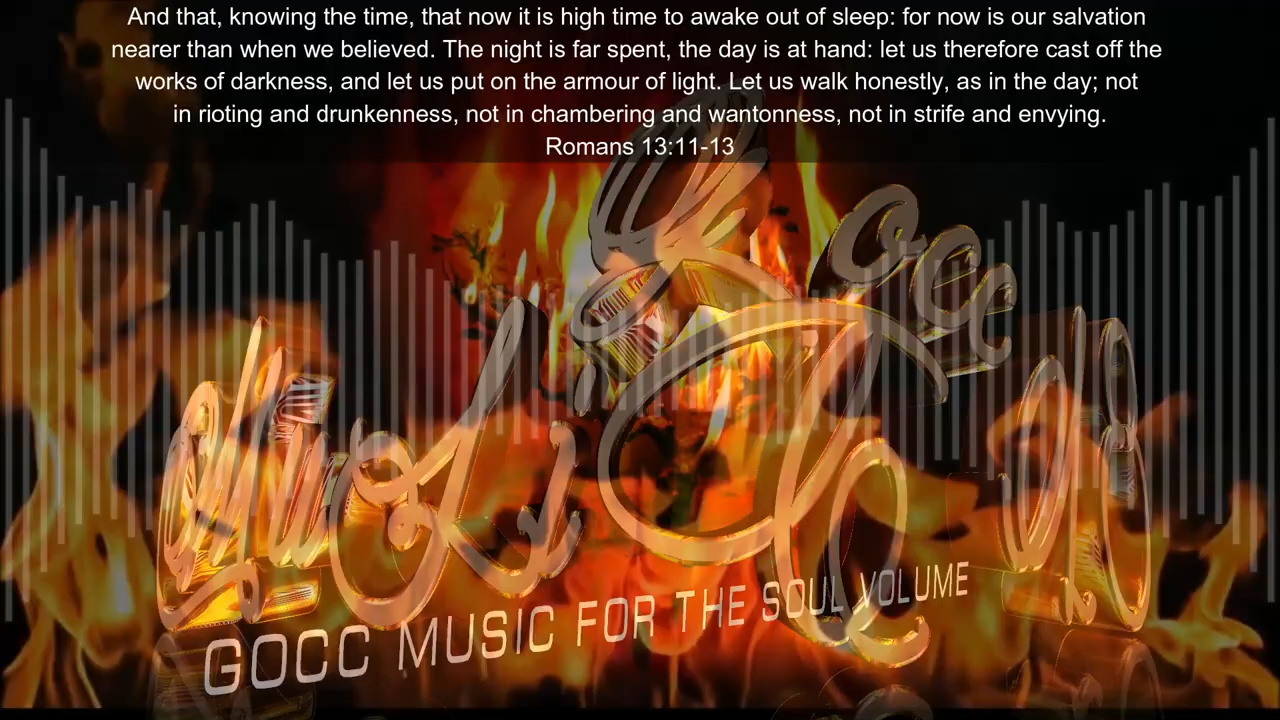 And that, knowing the time, that now it is high time to awake out of sleep: for now is our salvation
nearer than when we believed. The night is far spent, the day is at hand: let us therefore cast off the
works of darkness, and let us put on the armour of light. Let us walk honestly, as in the day; not
in rioting and drunkenness, not in chambering and wantonness, not in strife and envying.
Romans 13:11-13
GOCC MUSIC FOR THE SOUL VOLUME